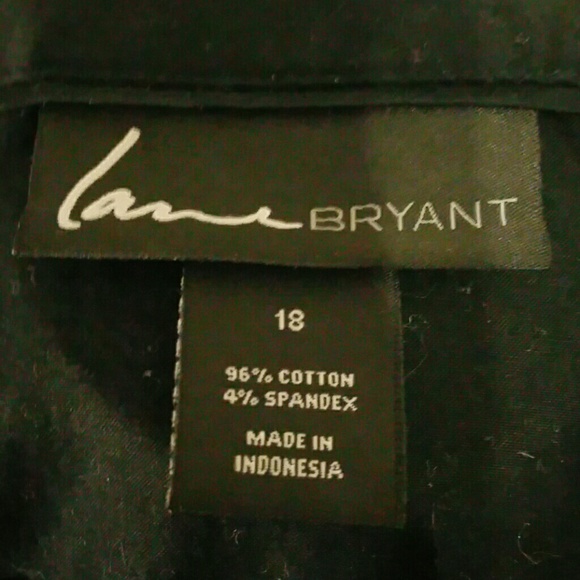 Lane BRYANT
18
96% COTTON
4% SPANDEX
MADE IN
INDONESIA